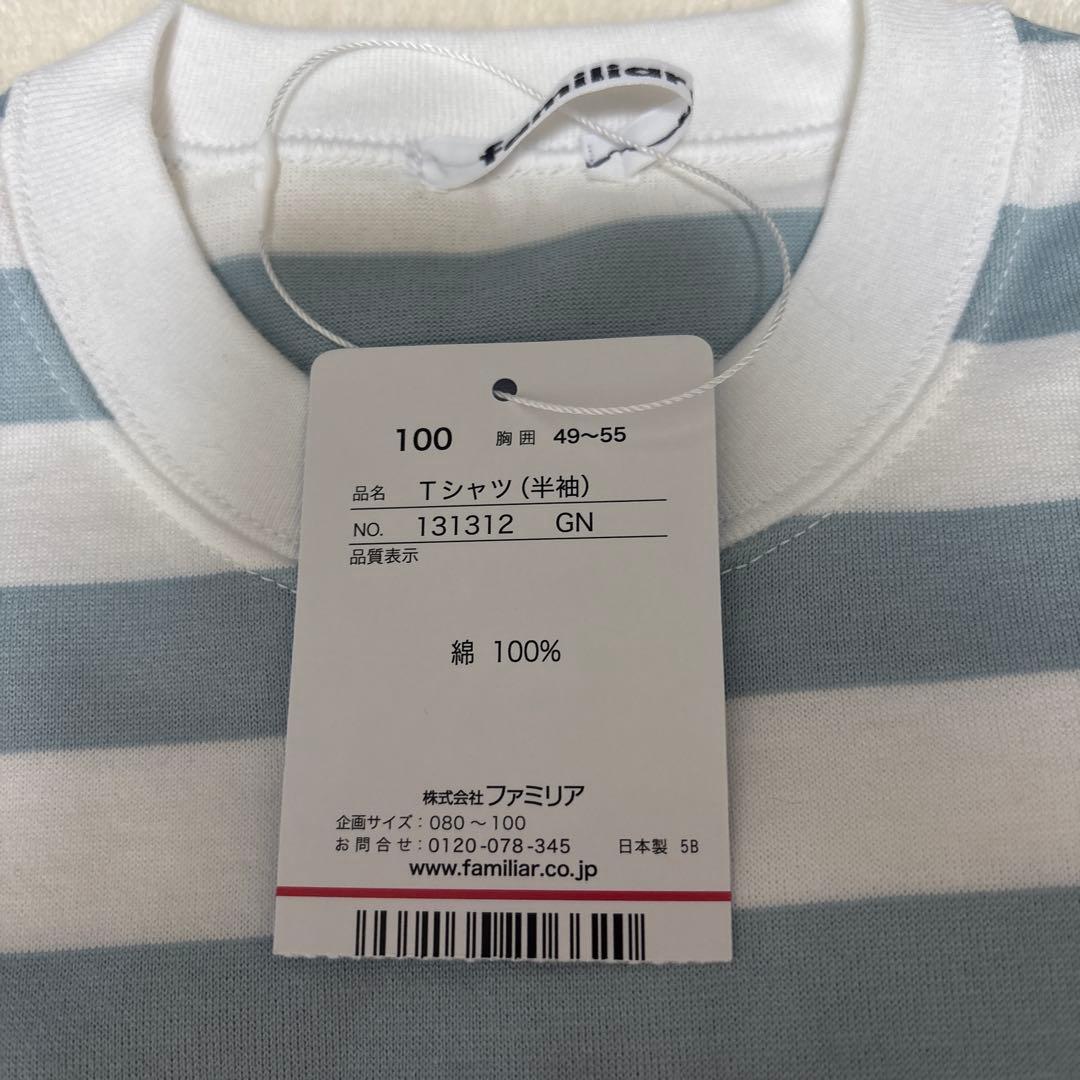 familiar
100 胸囲 49〜55
品名 Tシャツ(半袖)
NO. 131312 GN
品質表示
綿 100%
株式会社ファミリア
企画サイズ：080〜100
お問合せ：0120-078-345 日本製 5B
www.familiar.co.jp